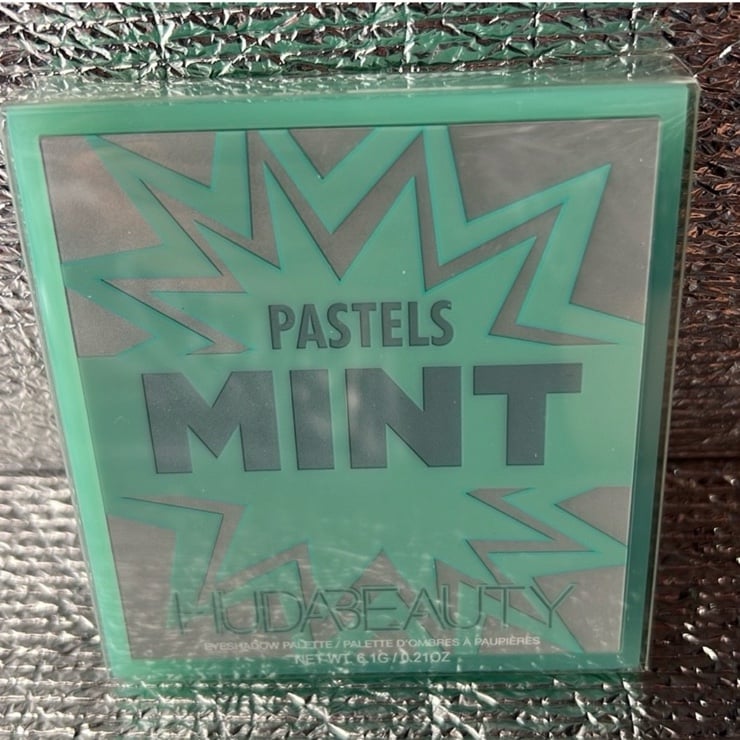 PASTELS
MINT
HUDABEAUTY
EYESHADOW PALETTE / PALETTE D'OMBRES À PAUPIÈRES
NET WT. 6.1G / 0.21OZ